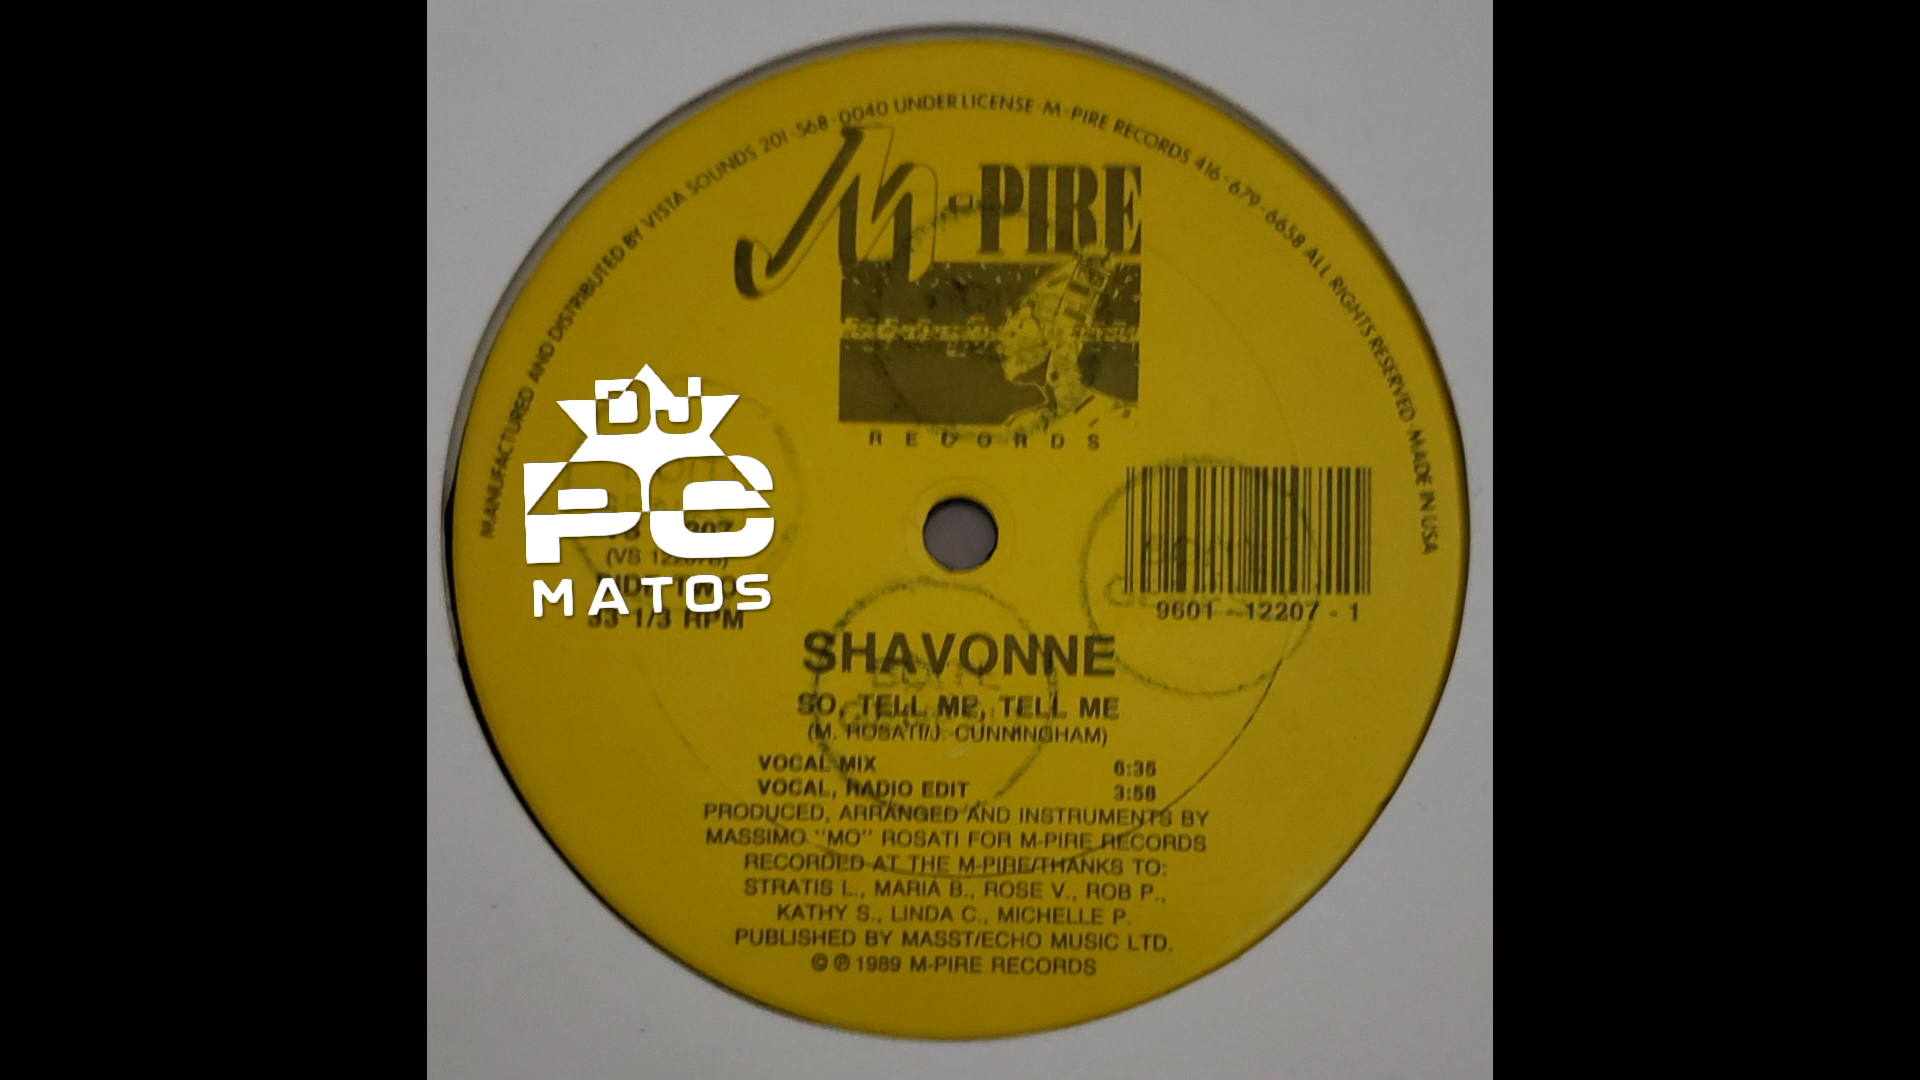 MANUFACTURED AND DISTRIBUTED BY VISTA SOUNDS 201-568-0040 UNDER LICENSE-M-PIRE RECORDS 416-679-6658 ALL RIGHTS RESERVED-MADE IN USA
M-PIRE
RECORDS
DJ
PC
MATOS
SIDE TWO
33-1/3 RPM
9601-12207-1
SHAVONNE
SO, TELL ME, TELL ME
(M. ROSATI/J. CUNNINGHAM)
VOCAL MIX 6:35
VOCAL, RADIO EDIT 3:58
PRODUCED, ARRANGED AND INSTRUMENTS BY
MASSIMO "MO" ROSATI FOR M-PIRE RECORDS
RECORDED AT THE M-PIRE/THANKS TO:
STRATIS L., MARIA B., ROSE V., ROB P.,
KATHY S., LINDA C., MICHELLE P.
PUBLISHED BY MASST/ECHO MUSIC LTD.
© ℗ 1989 M-PIRE RECORDS